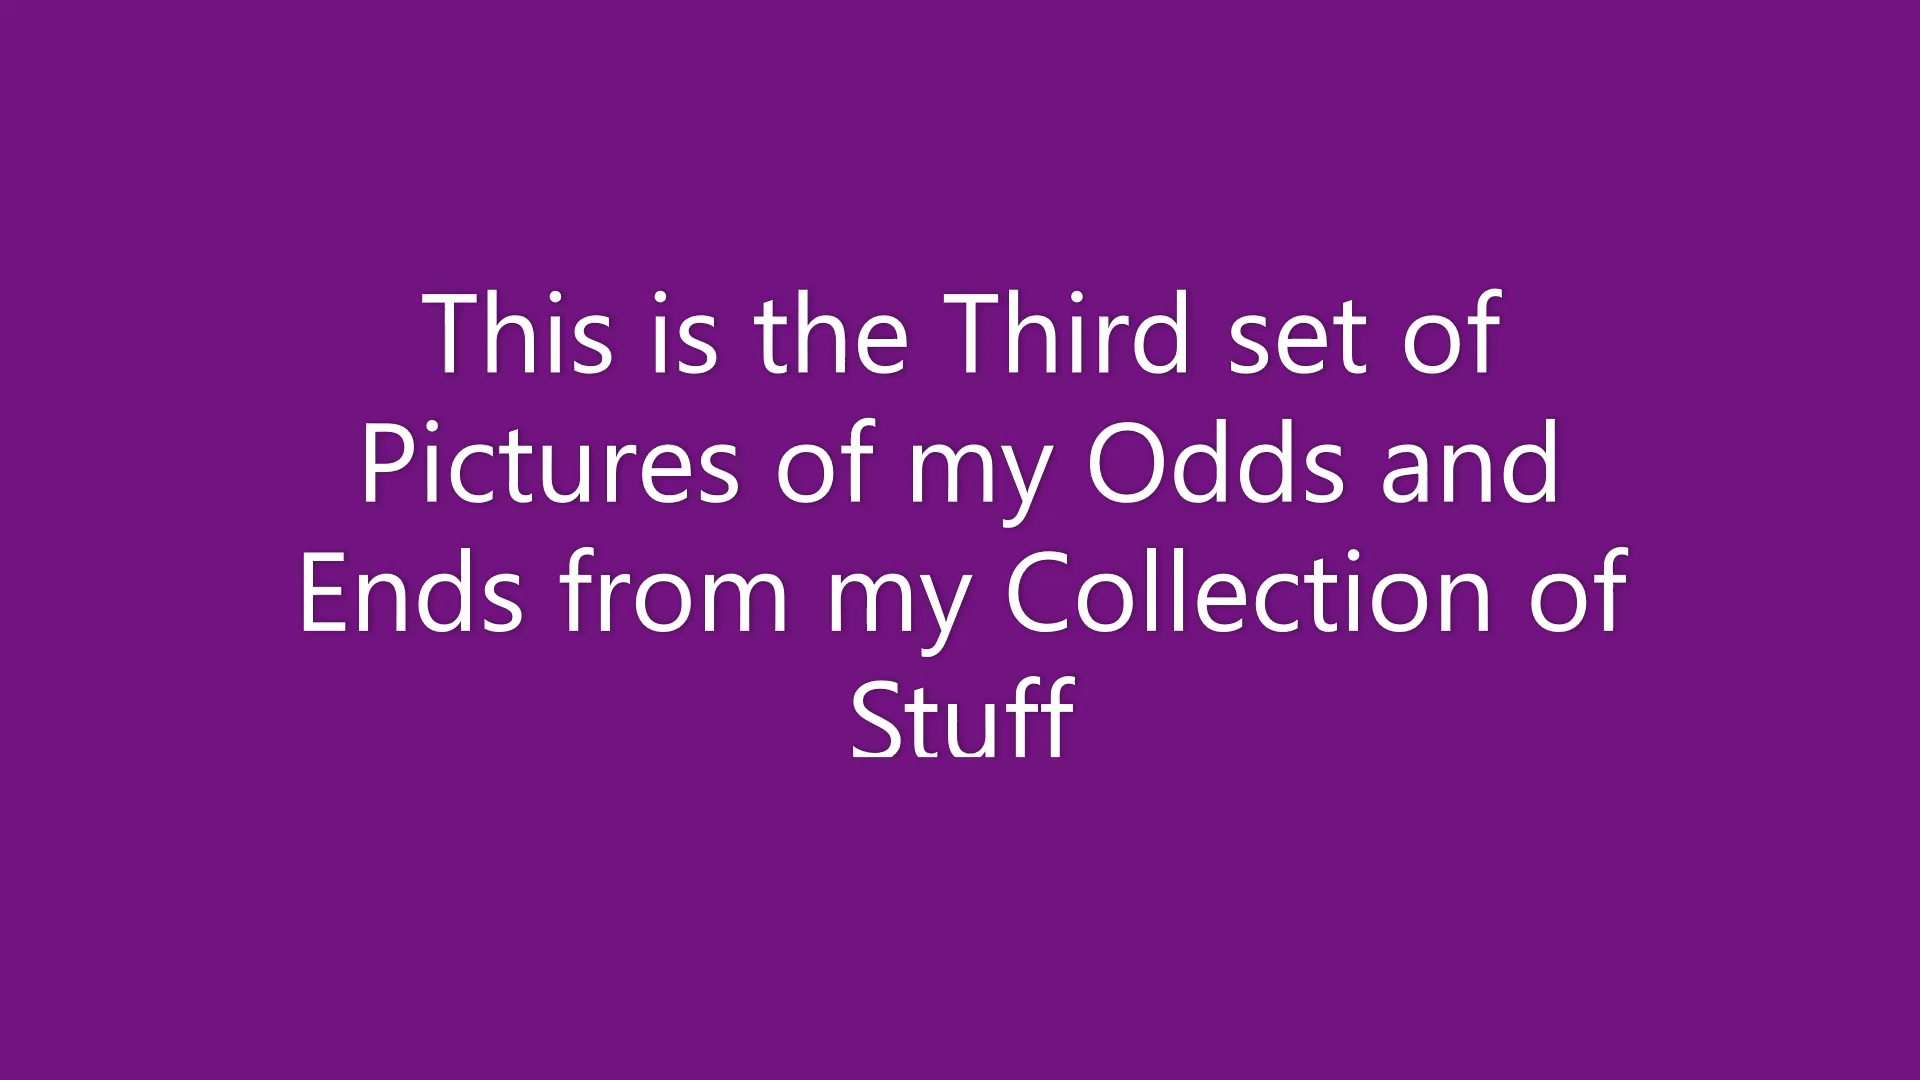 This is the Third set of
Pictures of my Odds and
Ends from my Collection of
Stuff